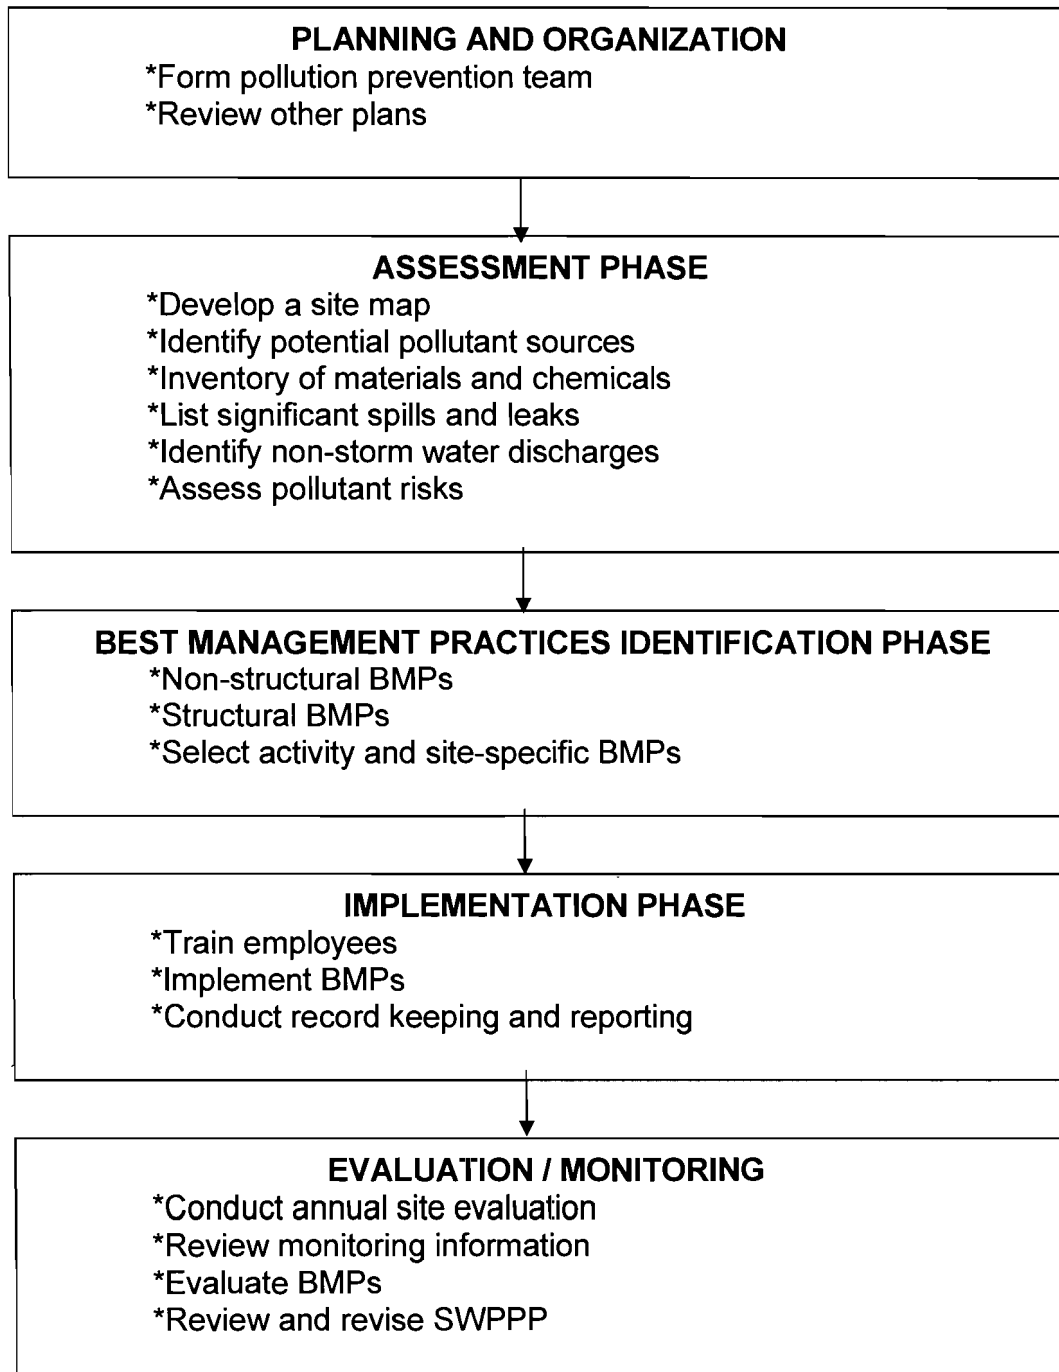 PLANNING AND ORGANIZATION
*Form pollution prevention team
*Review other plans
ASSESSMENT PHASE
*Develop a site map
*Identify potential pollutant sources
*Inventory of materials and chemicals
*List significant spills and leaks
*Identify non-storm water discharges
*Assess pollutant risks
BEST MANAGEMENT PRACTICES IDENTIFICATION PHASE
*Non-structural BMPs
*Structural BMPs
*Select activity and site-specific BMPs
IMPLEMENTATION PHASE
*Train employees
*Implement BMPs
*Conduct record keeping and reporting
EVALUATION / MONITORING
*Conduct annual site evaluation
*Review monitoring information
*Evaluate BMPs
*Review and revise SWPPP